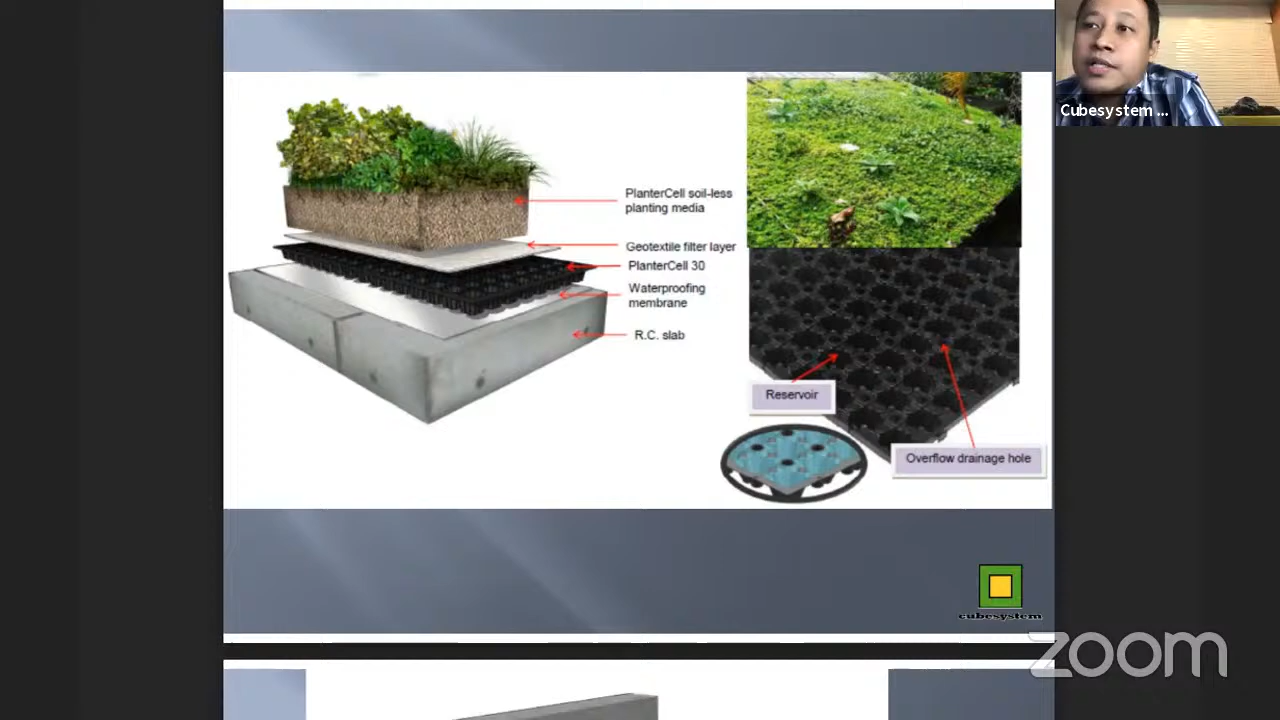 Cubesystem ...
PlanterCell soil-less
planting media
Geotextile filter layer
PlanterCell 30
Waterproofing
membrane
R.C. slab
Reservoir
Overflow drainage hole
cubesystem
zoom